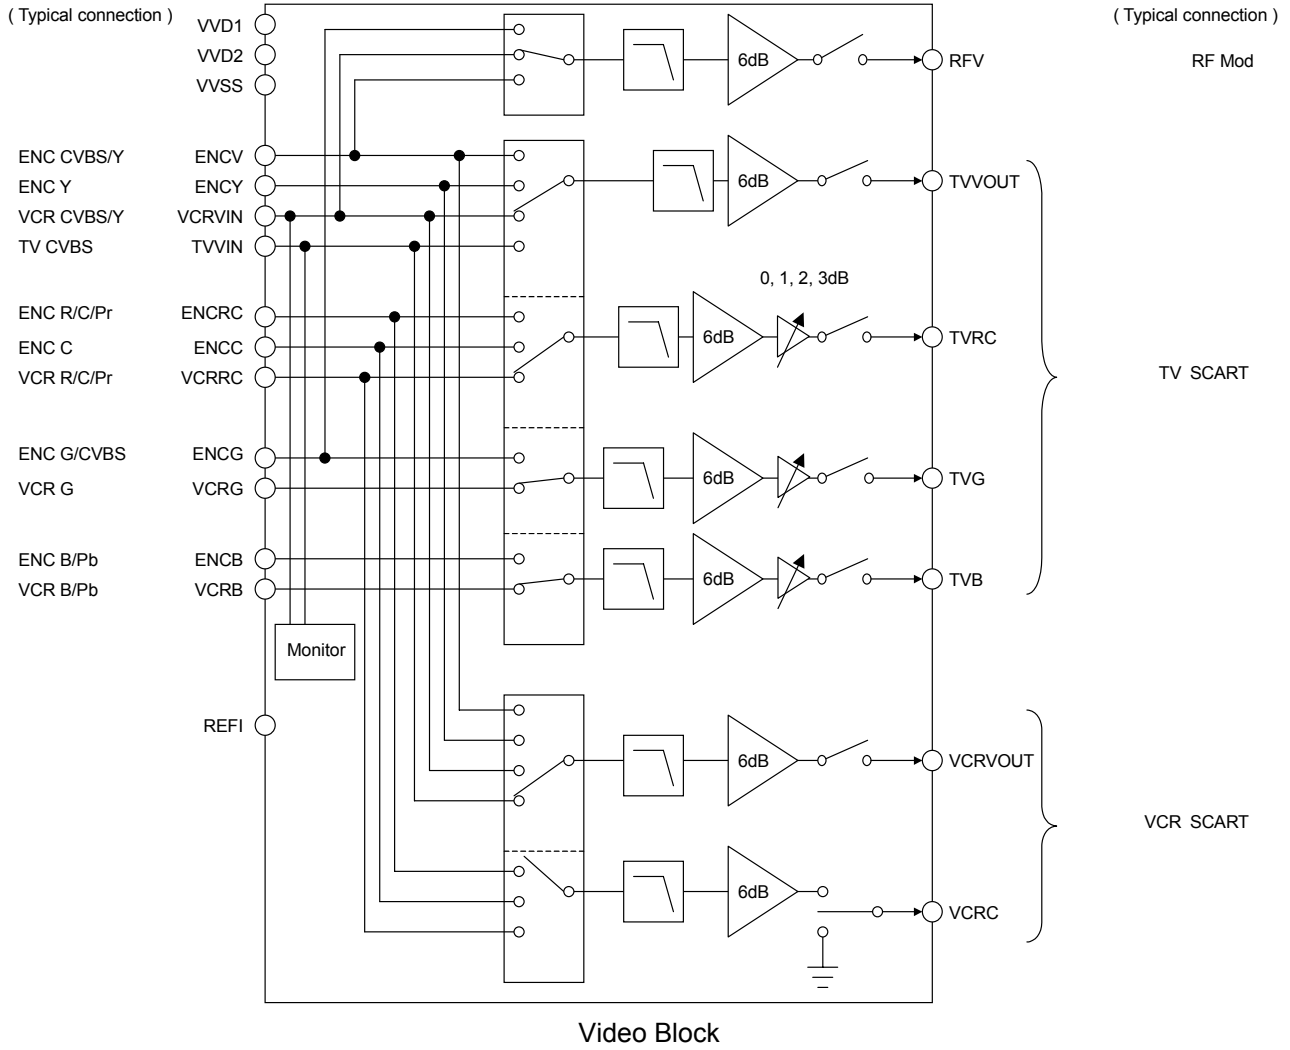 ( Typical connection )
( Typical connection )
VVD1
VVD2
VVSS
6dB
RFV
RF Mod
ENC CVBS/Y
ENCV
ENC Y
ENCY
6dB
TVVOUT
VCR CVBS/Y
VCRVIN
TV CVBS
TVVIN
0, 1, 2, 3dB
ENC R/C/Pr
ENCRC
ENC C
ENCC
6dB
TVRC
VCR R/C/Pr
VCRRC
TV SCART
ENC G/CVBS
ENCG
VCR G
VCRG
6dB
TVG
ENC B/Pb
ENCB
VCR B/Pb
VCRB
6dB
TVB
Monitor
REFI
6dB
VCRVOUT
VCR SCART
6dB
VCRC
Video Block